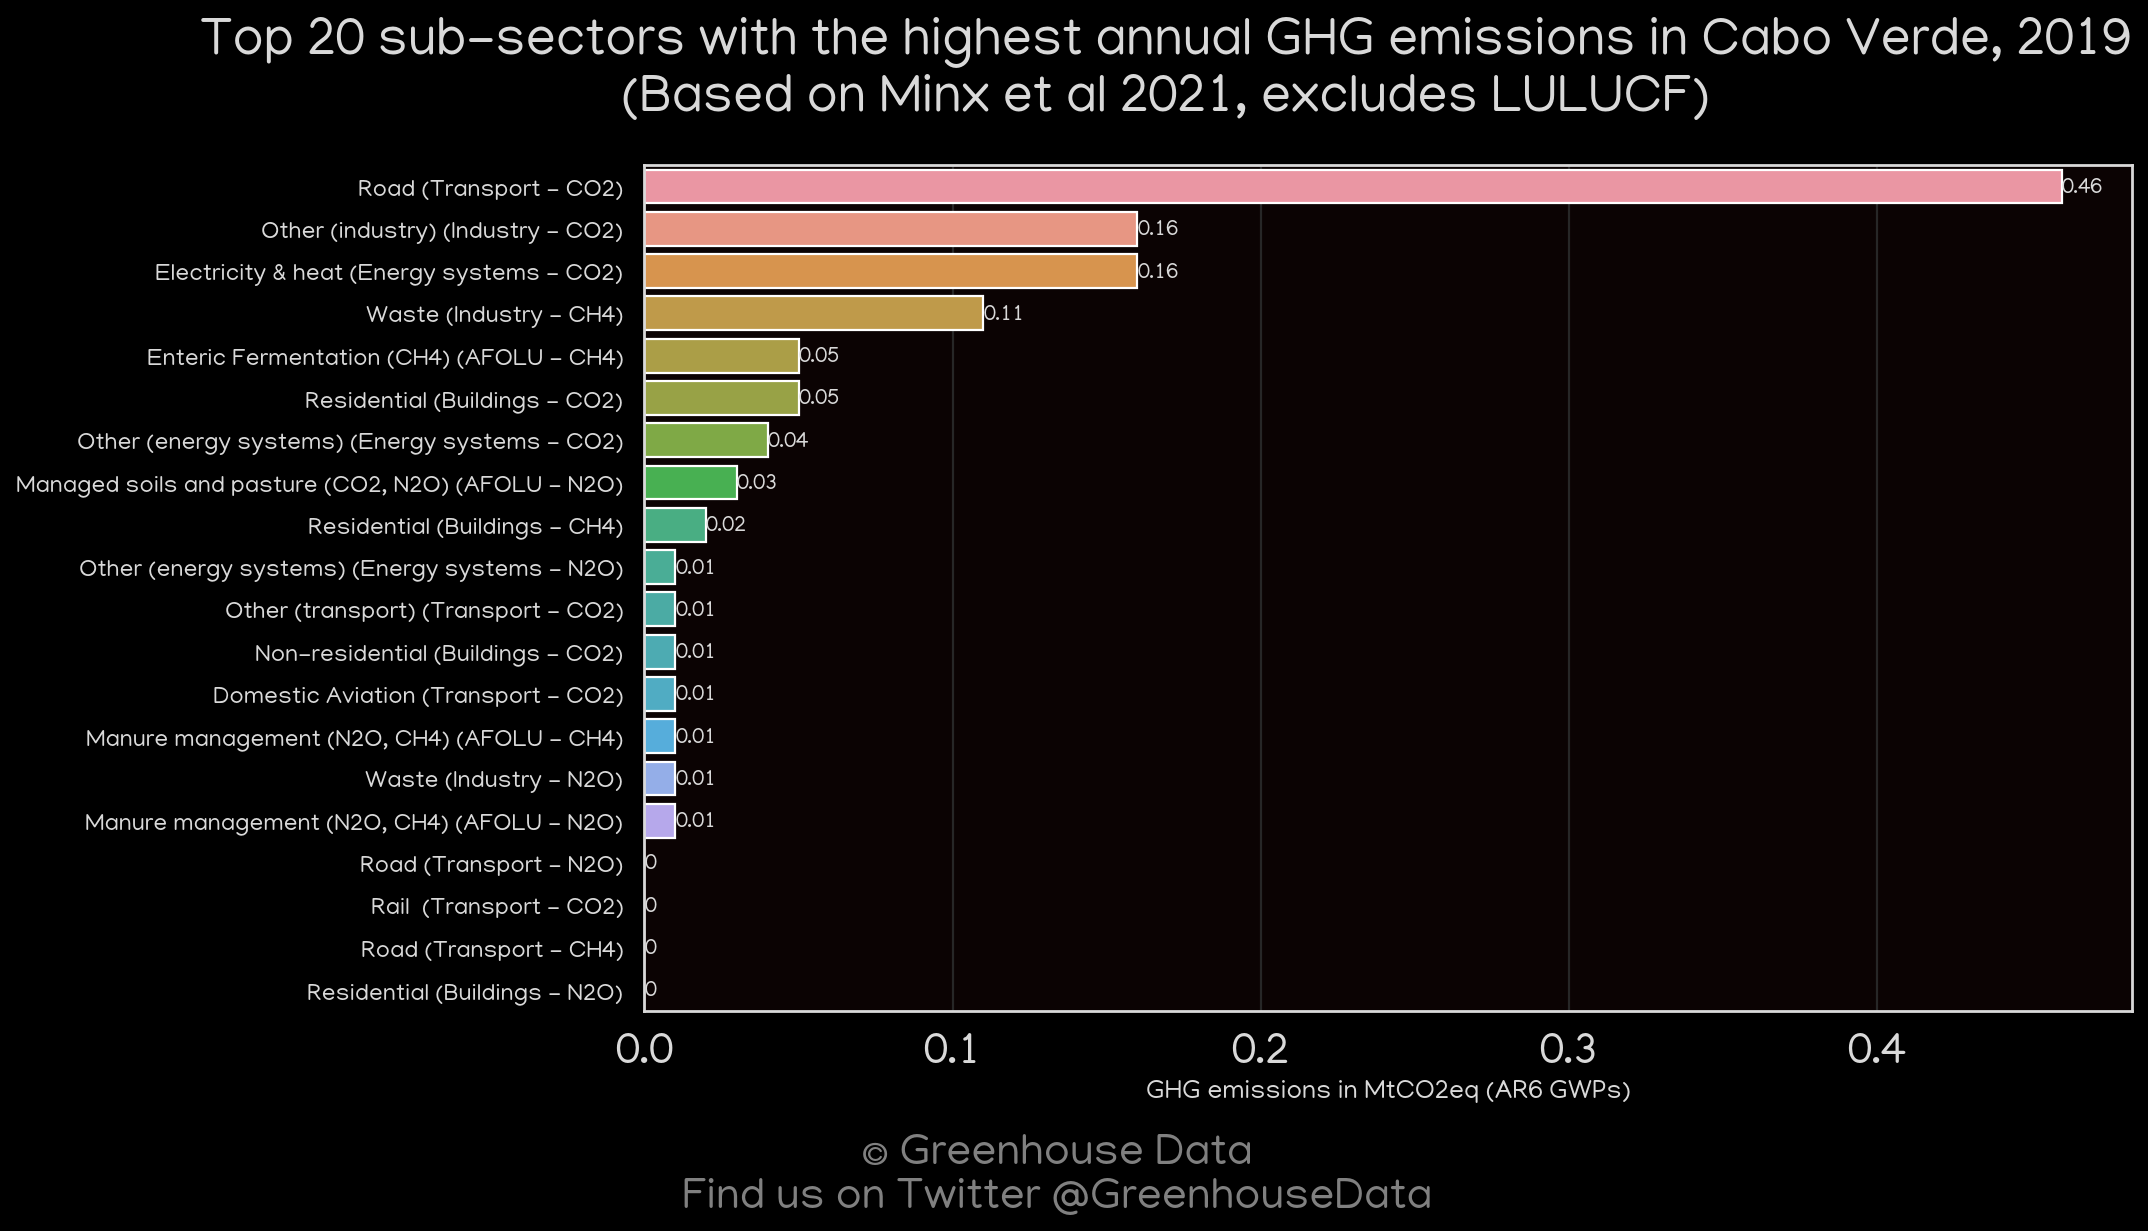 Top 20 sub-sectors with the highest annual GHG emissions in Cabo Verde, 2019
(Based on Minx et al 2021, excludes LULUCF)
Road (Transport - CO2) 0.46
Other (industry) (Industry - CO2) 0.16
Electricity & heat (Energy systems - CO2) 0.16
Waste (Industry - CH4) 0.11
Enteric Fermentation (CH4) (AFOLU - CH4) 0.05
Residential (Buildings - CO2) 0.05
Other (energy systems) (Energy systems - CO2) 0.04
Managed soils and pasture (CO2, N2O) (AFOLU - N2O) 0.03
Residential (Buildings - CH4) 0.02
Other (energy systems) (Energy systems - N2O) 0.01
Other (transport) (Transport - CO2) 0.01
Non-residential (Buildings - CO2) 0.01
Domestic Aviation (Transport - CO2) 0.01
Manure management (N2O, CH4) (AFOLU - CH4) 0.01
Waste (Industry - N2O) 0.01
Manure management (N2O, CH4) (AFOLU - N2O) 0.01
Road (Transport - N2O) 0
Rail (Transport - CO2) 0
Road (Transport - CH4) 0
Residential (Buildings - N2O) 0
0.0 0.1 0.2 0.3 0.4
GHG emissions in MtCO2eq (AR6 GWPs)
© Greenhouse Data
Find us on Twitter @GreenhouseData